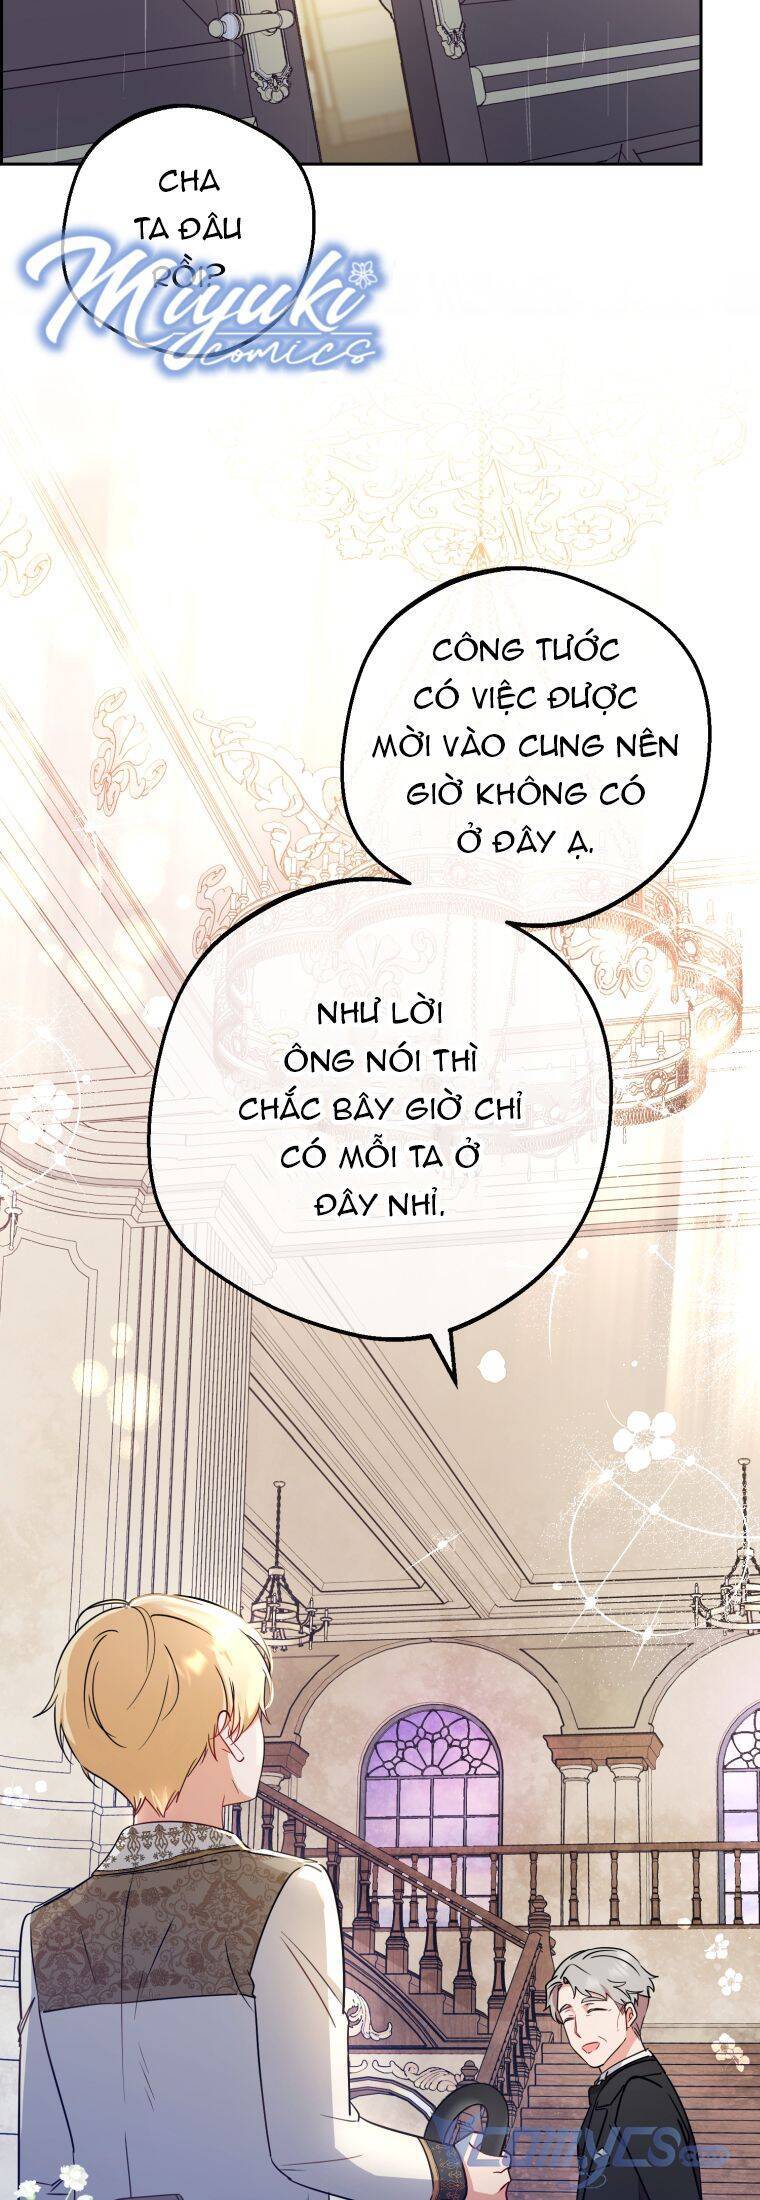 CHA
TA ĐÂU
RỒI?
Miyuki
comics
CÔNG TƯỚC
CÓ VIỆC ĐƯỢC
MỜI VÀO CUNG NÊN
GIỜ KHÔNG CÓ
Ở ĐÂY Ạ.
NHƯ LỜI
ÔNG NÓI THÌ
CHẮC BÂY GIỜ CHỈ
CÓ MỖI TA Ở
ĐÂY NHỈ.